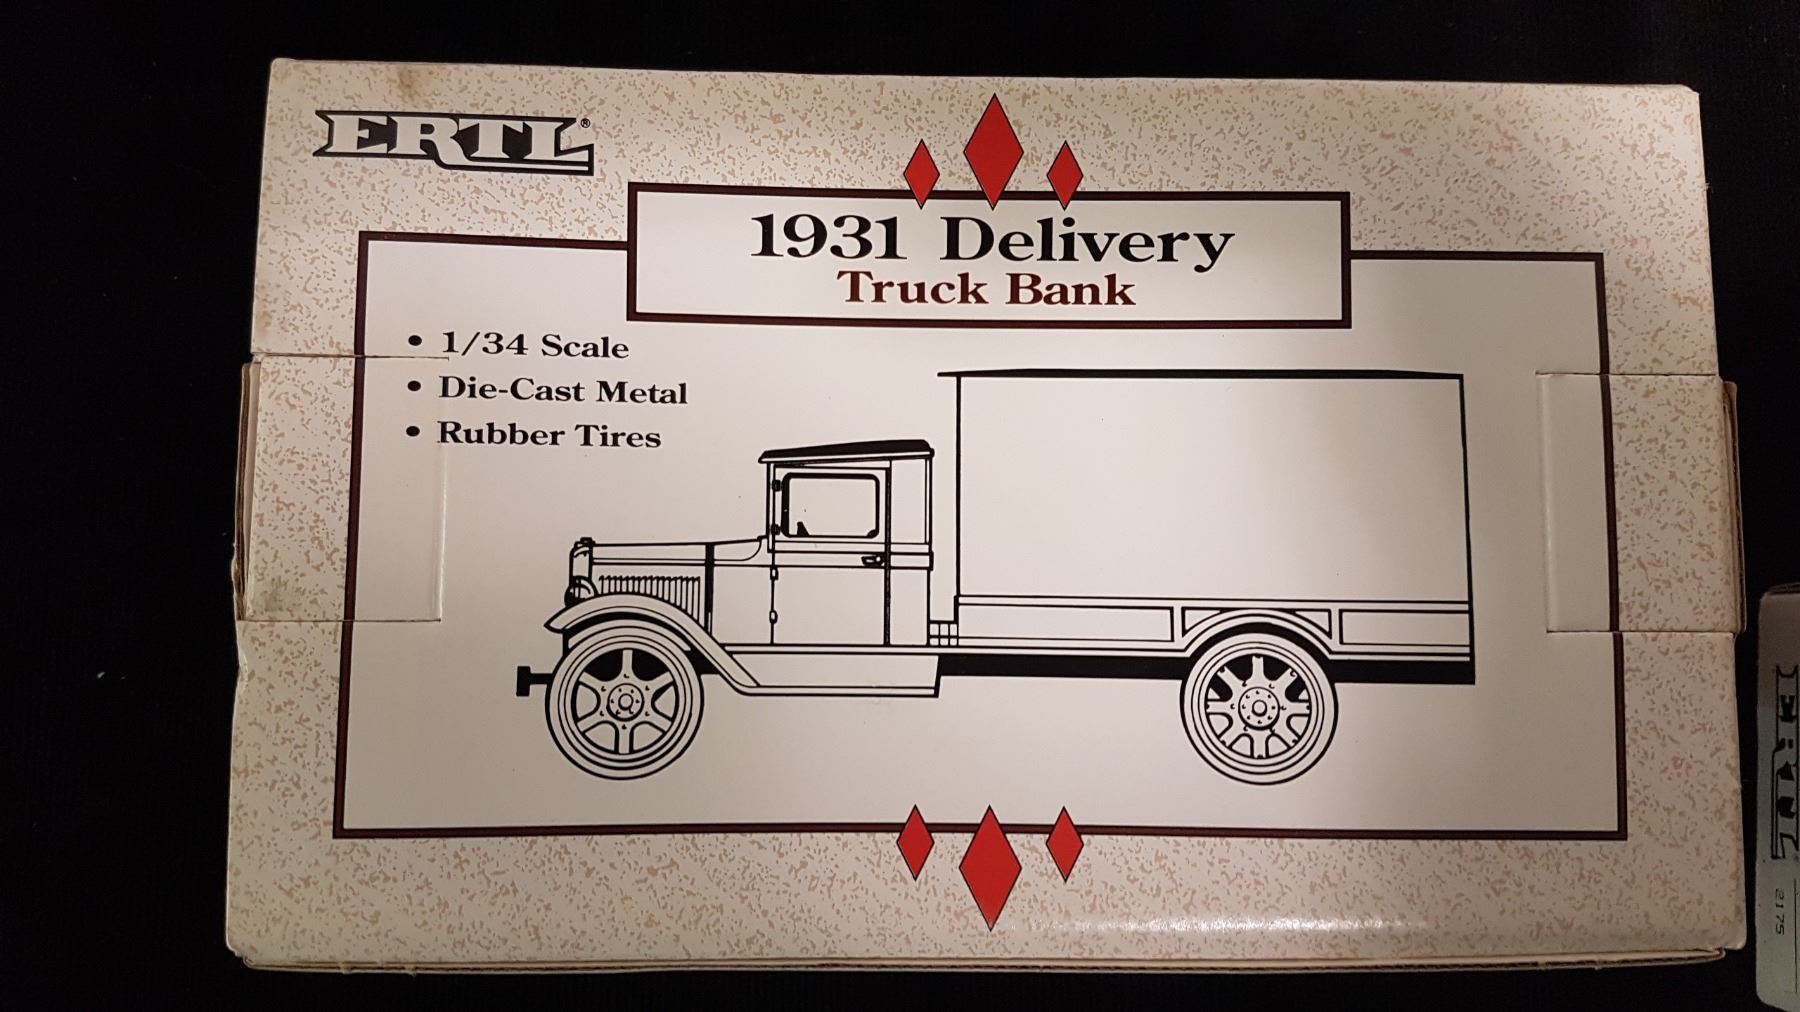 ERTL®
1931 Delivery
Truck Bank
• 1/34 Scale
• Die-Cast Metal
• Rubber Tires
ERTL
2175